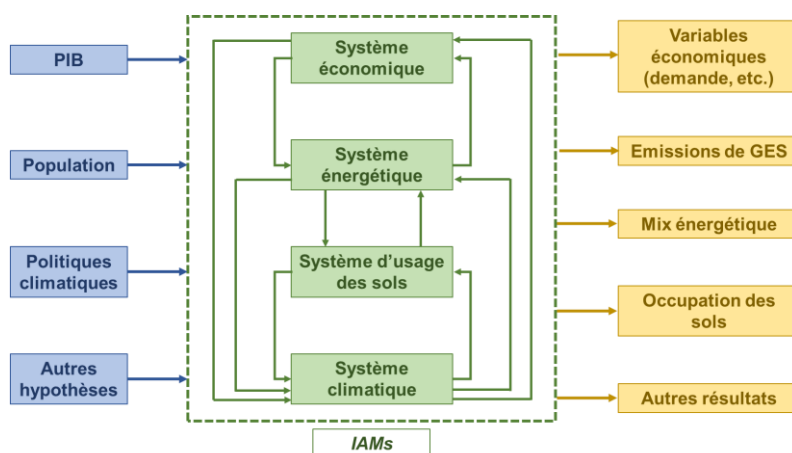 PIB
Population
Politiques
climatiques
Autres
hypothèses
Système
économique
Système
énergétique
Système d'usage
des sols
Système
climatique
IAMs
Variables
économiques
(demande, etc.)
Emissions de GES
Mix énergétique
Occupation des
sols
Autres résultats